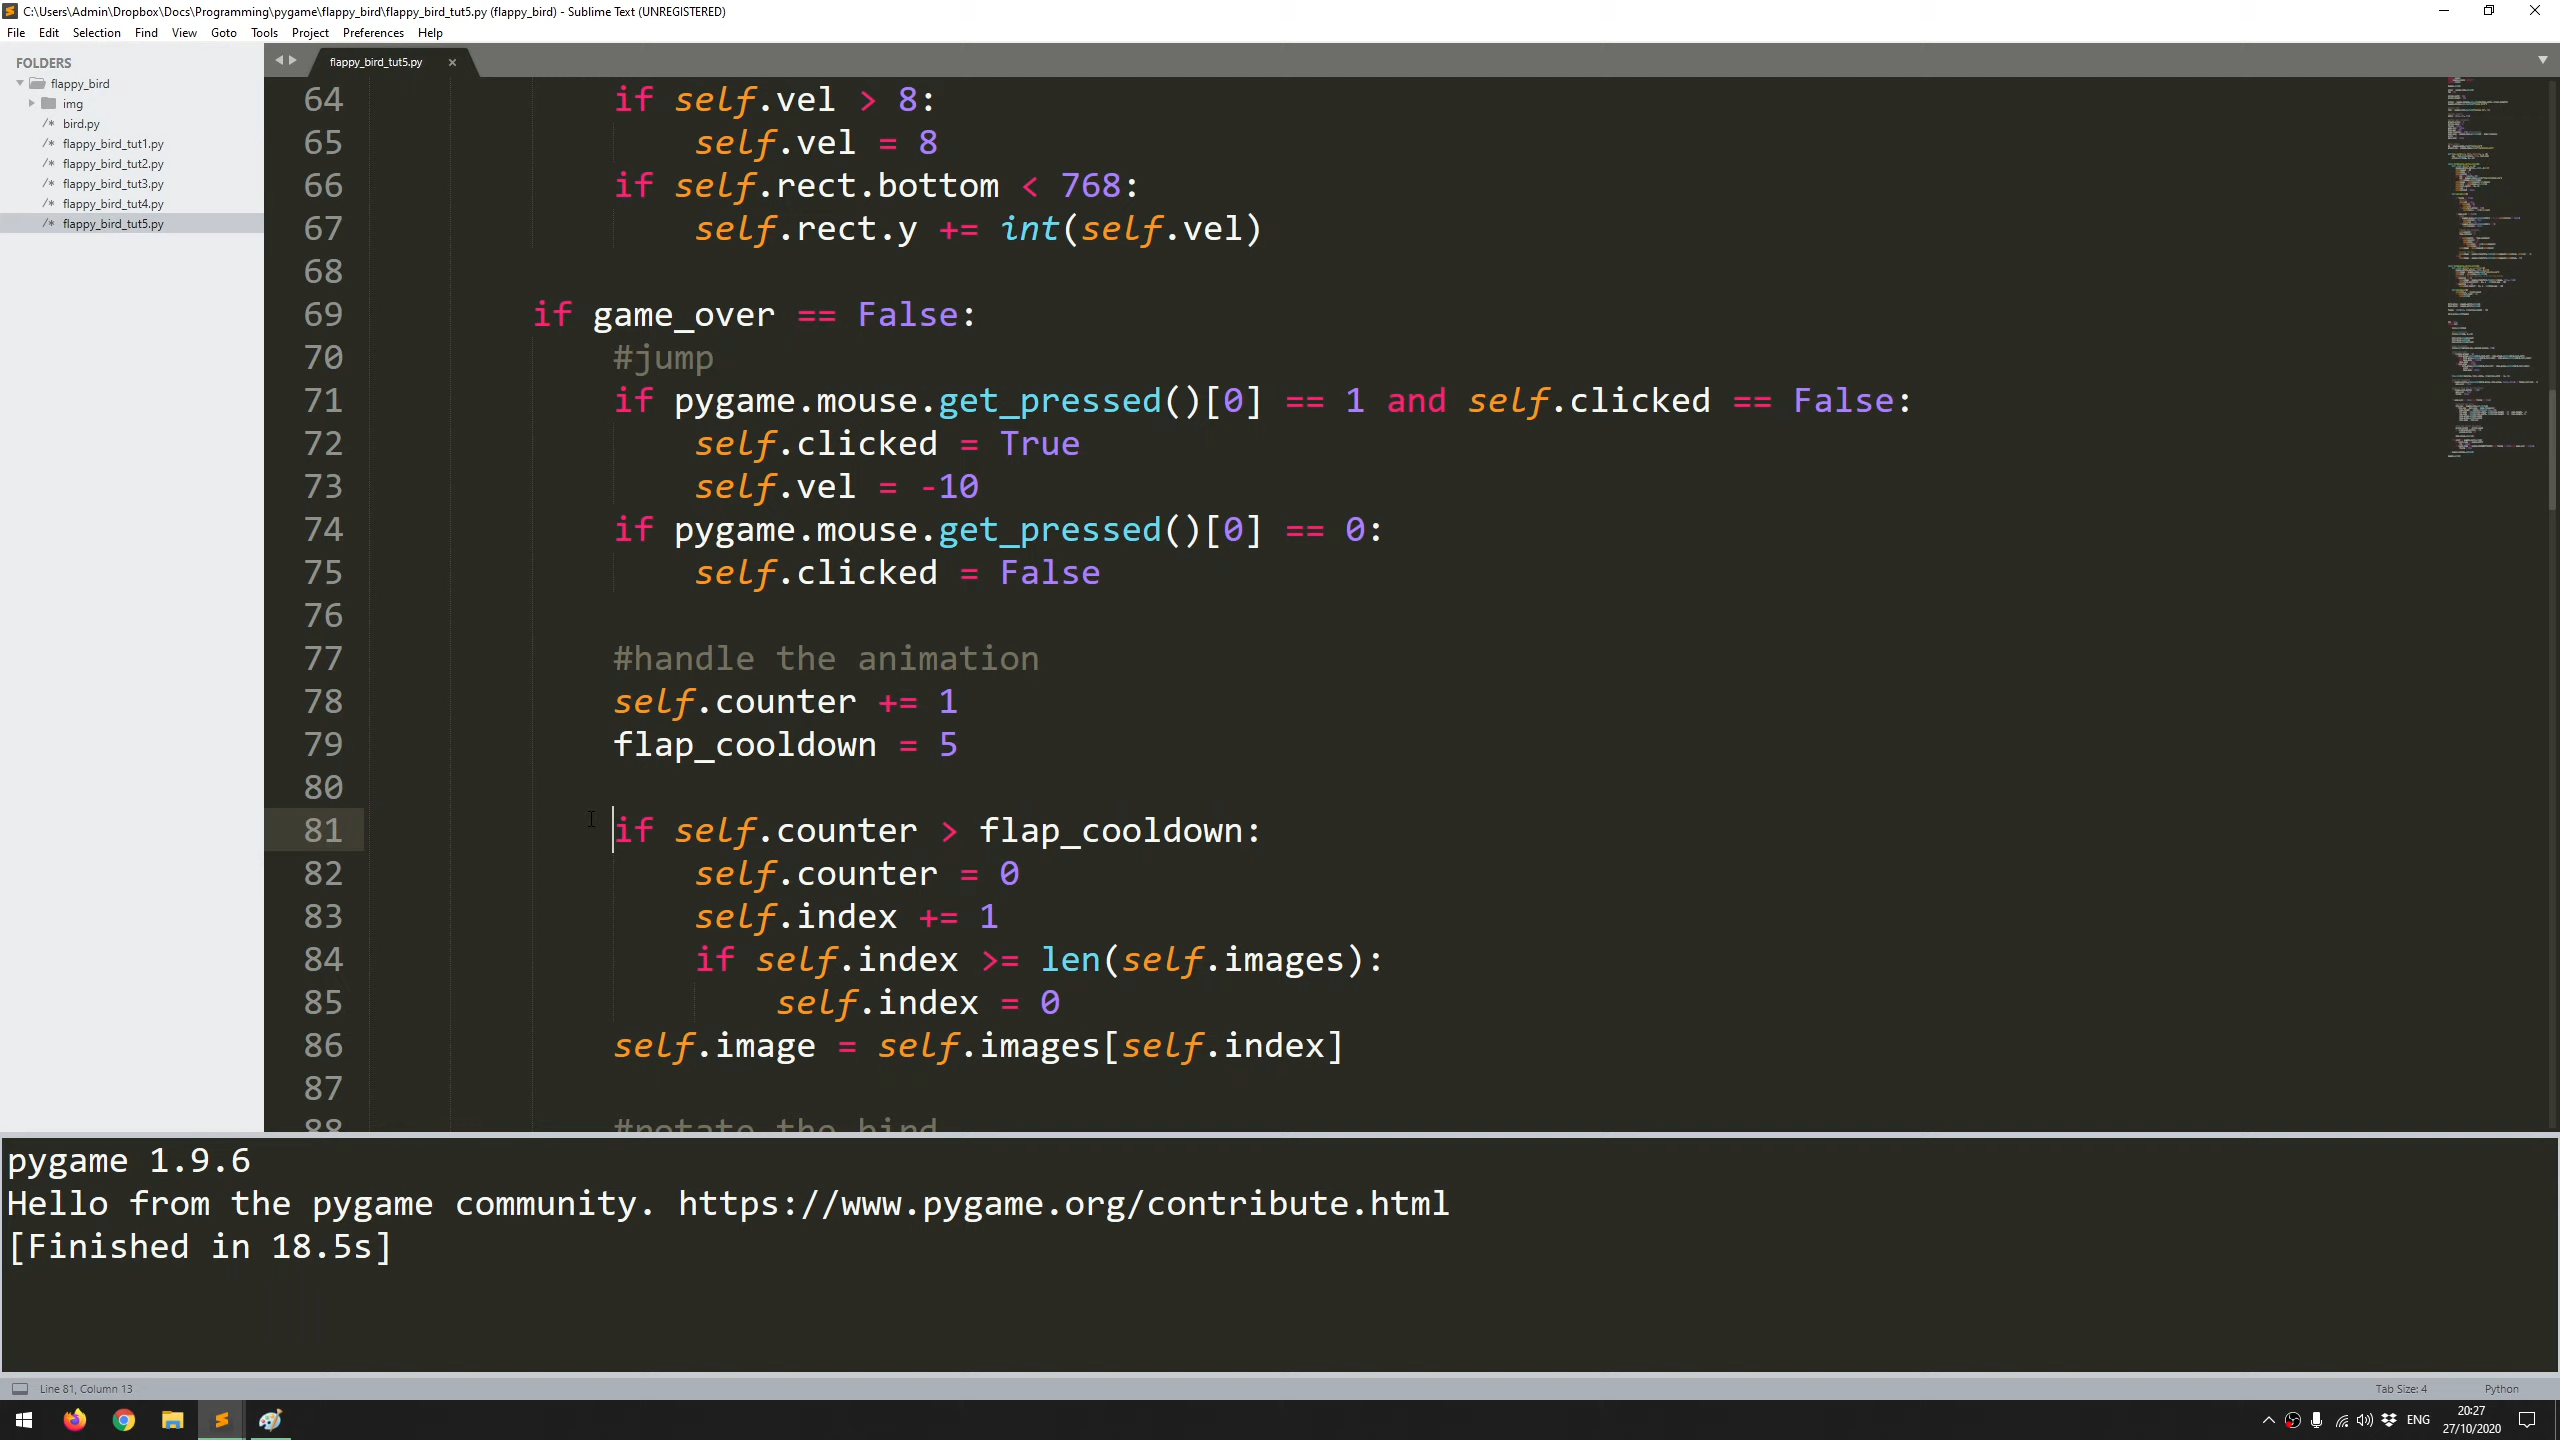 C:\Users\Admin\Dropbox\Docs\Programming\pygame\flappy_bird\flappy_bird_tut5.py (flappy_bird) - Sublime Text (UNREGISTERED)
File Edit Selection Find View Goto Tools Project Preferences Help
FOLDERS
flappy_bird
img
/* bird.py
/* flappy_bird_tut1.py
/* flappy_bird_tut2.py
/* flappy_bird_tut3.py
/* flappy_bird_tut4.py
/* flappy_bird_tut5.py
flappy_bird_tut5.py
64 if self.vel > 8:
65 self.vel = 8
66 if self.rect.bottom < 768:
67 self.rect.y += int(self.vel)
68
69 if game_over == False:
70 #jump
71 if pygame.mouse.get_pressed()[0] == 1 and self.clicked == False:
72 self.clicked = True
73 self.vel = -10
74 if pygame.mouse.get_pressed()[0] == 0:
75 self.clicked = False
76
77 #handle the animation
78 self.counter += 1
79 flap_cooldown = 5
80
81 if self.counter > flap_cooldown:
82 self.counter = 0
83 self.index += 1
84 if self.index >= len(self.images):
85 self.index = 0
86 self.image = self.images[self.index]
87
88 #rotate the bird
pygame 1.9.6
Hello from the pygame community. https://www.pygame.org/contribute.html
[Finished in 18.5s]
Line 81, Column 13
Tab Size: 4
Python
ENG
20:27
27/10/2020